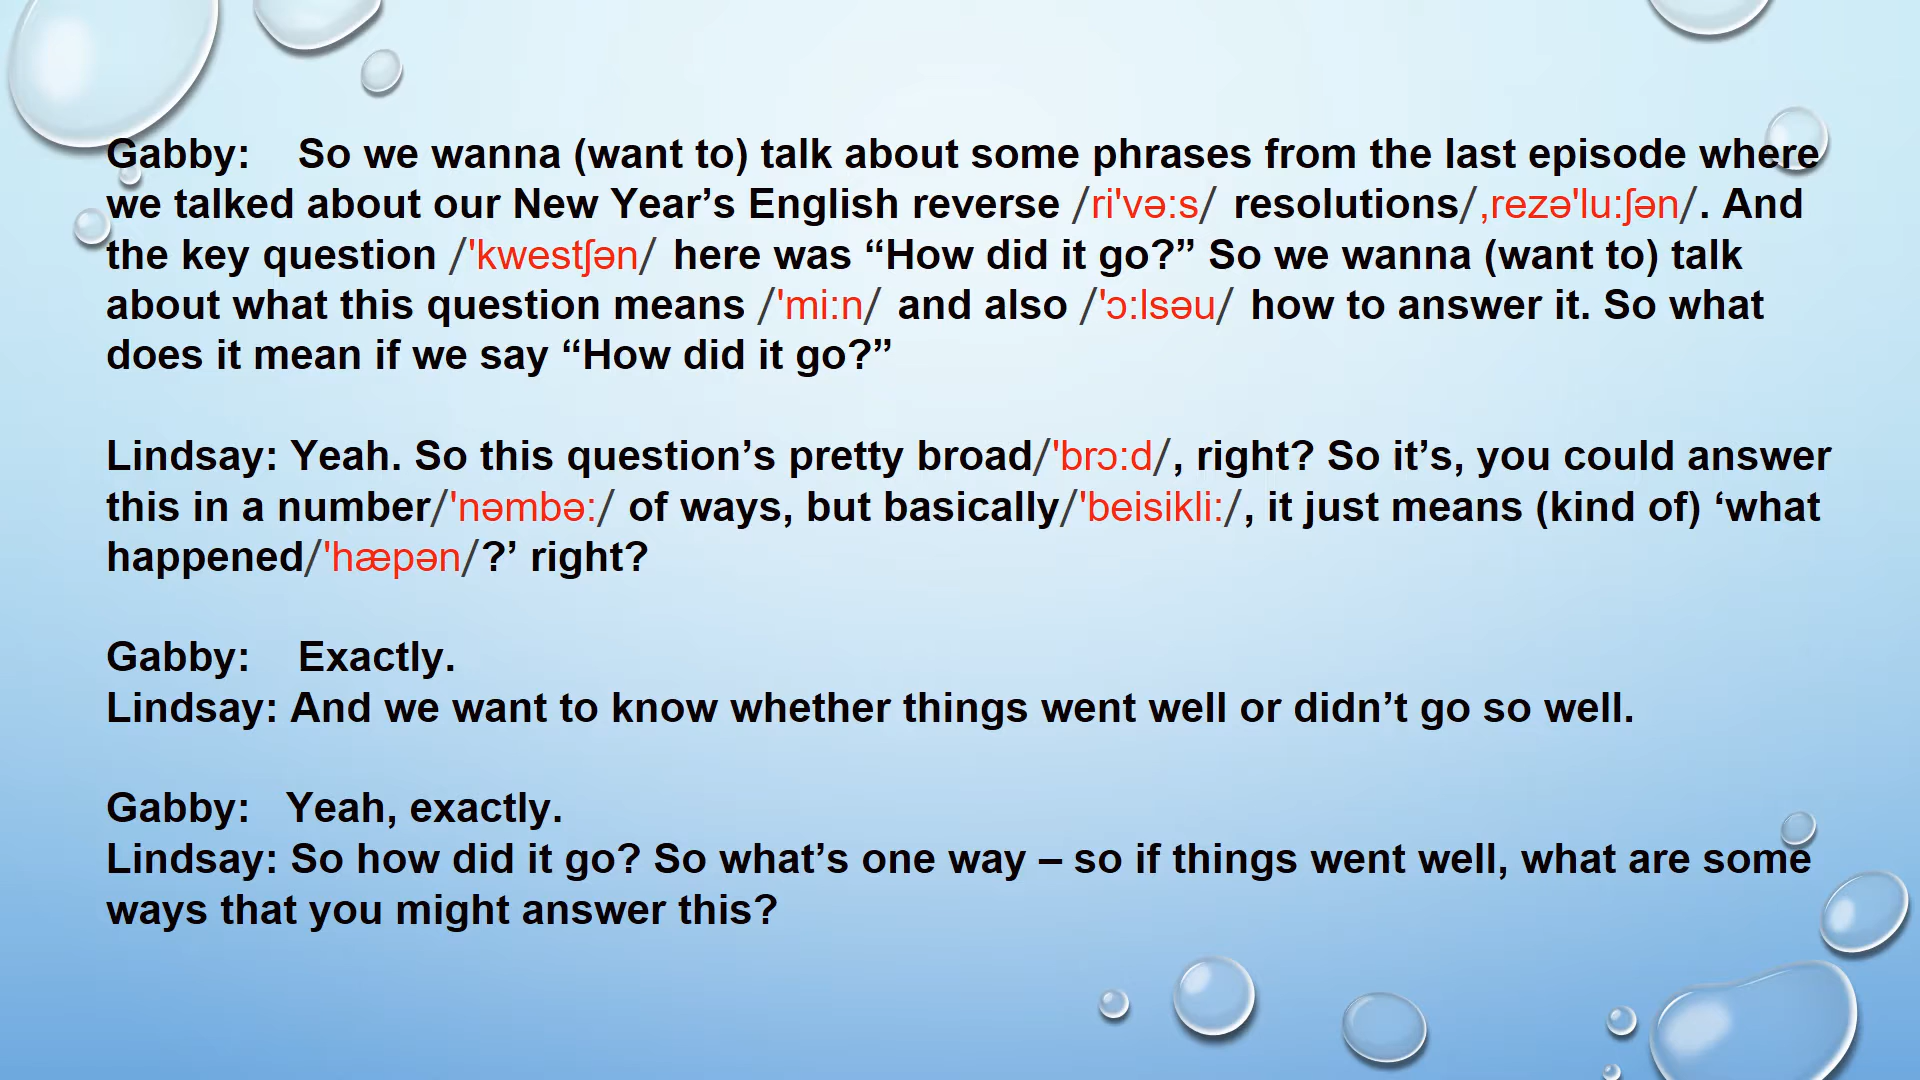 Gabby:    So we wanna (want to) talk about some phrases from the last episode where
we talked about our New Year’s English reverse /ri'və:s/ resolutions/,rezə'lu:ʃən/. And
the key question /'kwestʃən/ here was “How did it go?” So we wanna (want to) talk
about what this question means /'mi:n/ and also /'ɔ:lsəu/ how to answer it. So what
does it mean if we say “How did it go?”
Lindsay: Yeah. So this question’s pretty broad/'brɔ:d/, right? So it’s, you could answer
this in a number/'nəmbə:/ of ways, but basically/'beisikli:/, it just means (kind of) ‘what
happened/'hæpən/?’ right?
Gabby:    Exactly.
Lindsay: And we want to know whether things went well or didn’t go so well.
Gabby:   Yeah, exactly.
Lindsay: So how did it go? So what’s one way – so if things went well, what are some
ways that you might answer this?